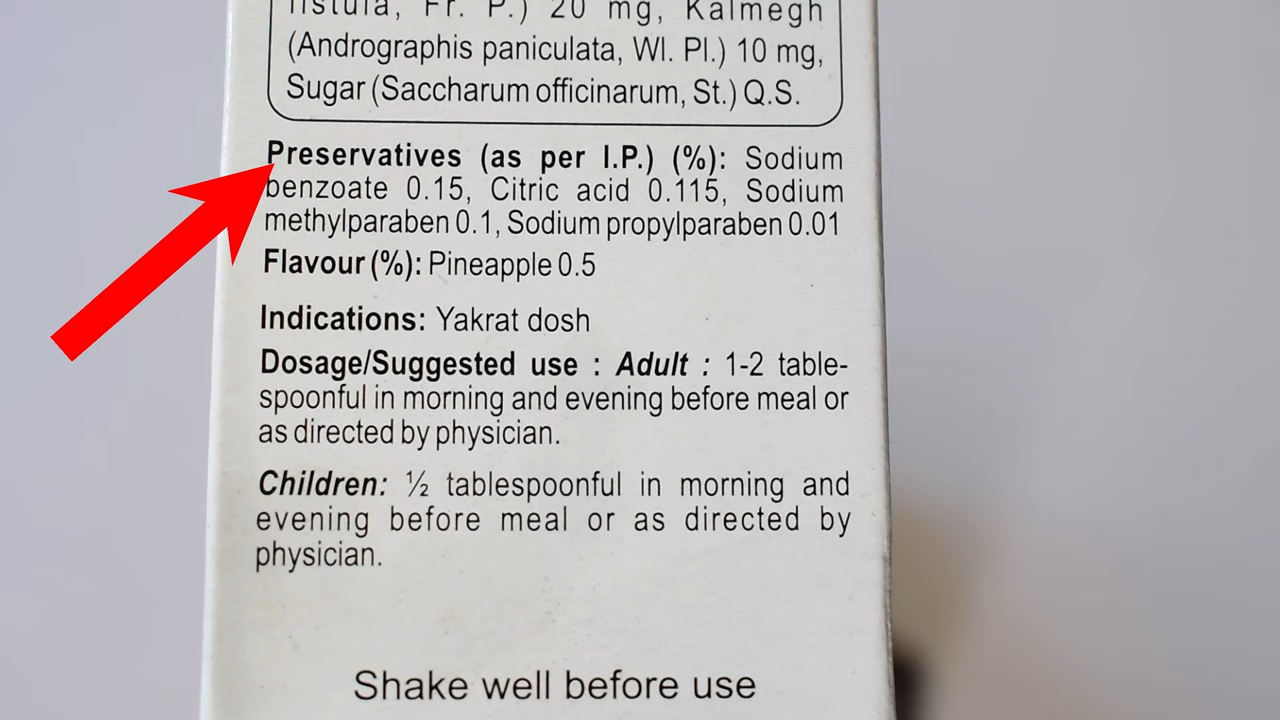 fistula, Fr. P.) 20 mg, Kalmegh
(Andrographis paniculata, Wl. Pl.) 10 mg,
Sugar (Saccharum officinarum, St.) Q.S.
Preservatives (as per I.P.) (%): Sodium
benzoate 0.15, Citric acid 0.115, Sodium
methylparaben 0.1, Sodium propylparaben 0.01
Flavour (%): Pineapple 0.5
Indications: Yakrat dosh
Dosage/Suggested use : Adult : 1-2 table-
spoonful in morning and evening before meal or
as directed by physician.
Children: ½ tablespoonful in morning and
evening before meal or as directed by
physician.
Shake well before use